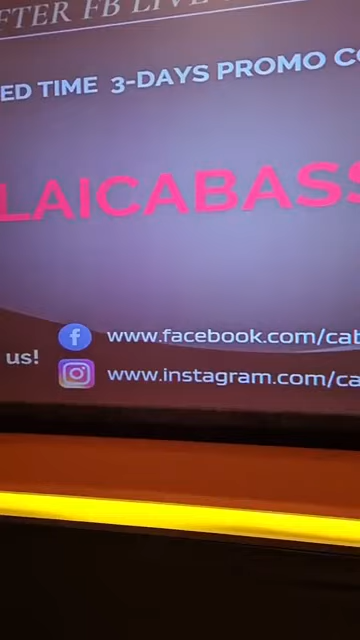 FTER FB LIVE
ED TIME 3-DAYS PROMO CO
LAICABASS
www.facebook.com/cab
us!
www.instagram.com/ca